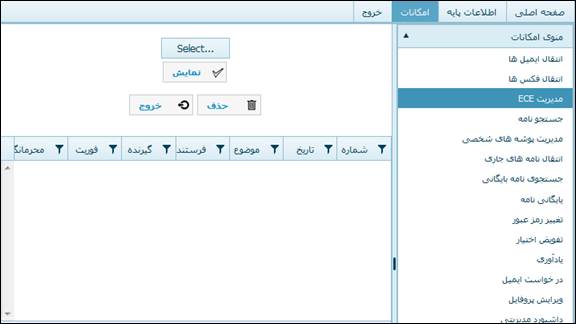 صفحه اصلی اطلاعات پایه امکانات خروج
منوی امکانات
انتقال ایمیل ها
انتقال فکس ها
مدیریت ECE
جستجو نامه
مدیریت پوشه های شخصی
انتقال نامه های جاری
جستجوی نامه بایگانی
بایگانی نامه
تغییر رمز عبور
تفویض اختیار
یادآوری
در خواست ایمیل
ویرایش پروفایل
داشبورد مدیریتی
Select...
نمایش
حذف خروج
شماره تاریخ موضوع فرستند گیرنده فوریت محرمانگ